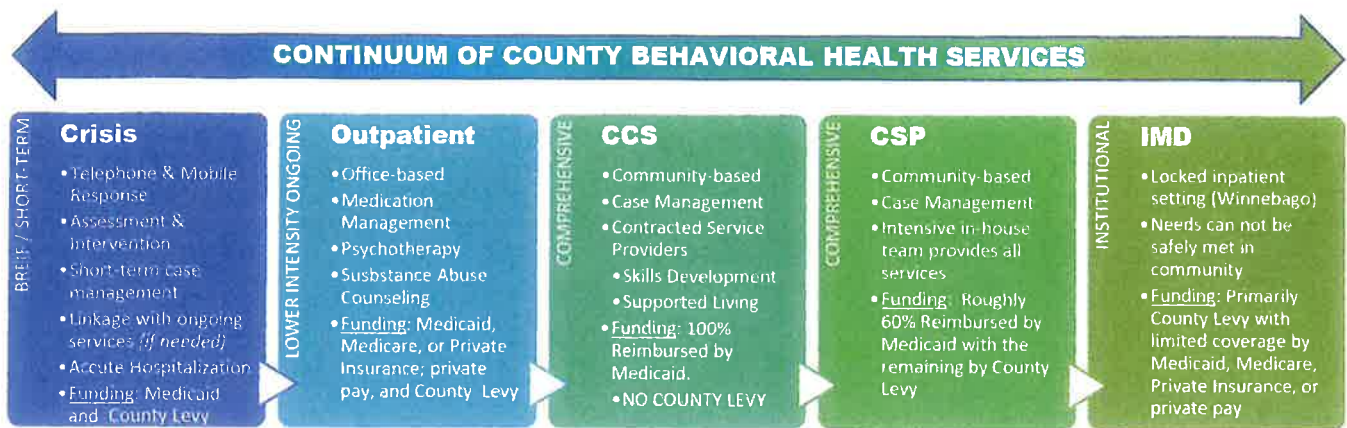 CONTINUUM OF COUNTY BEHAVIORAL HEALTH SERVICES
BREIF / SHORT-TERM
Crisis
•Telephone & Mobile
Response
•Assessment &
Intervention
•Short-term case
management
•Linkage with ongoing
services (if needed)
•Accute Hospitalization
•Funding: Medicaid
and County Levy
LOWER INTENSITY ONGOING
Outpatient
•Office-based
•Medication
Management
•Psychotherapy
•Susbstance Abuse
Counseling
•Funding: Medicaid,
Medicare, or Private
Insurance; private
pay, and County Levy
COMPREHENSIVE
CCS
•Community-based
•Case Management
•Contracted Service
Providers
•Skills Development
•Supported Living
•Funding: 100%
Reimbursed by
Medicaid.
•NO COUNTY LEVY
COMPREHENSIVE
CSP
•Community-based
•Case Management
•Intensive in-house
team provides all
services
•Funding: Roughly
60% Reimbursed by
Medicaid with the
remaining by County
Levy
INSTITUTIONAL
IMD
•Locked inpatient
setting (Winnebago)
•Needs can not be
safely met in
community
•Funding: Primarily
County Levy with
limited coverage by
Medicaid, Medicare,
Private Insurance, or
private pay